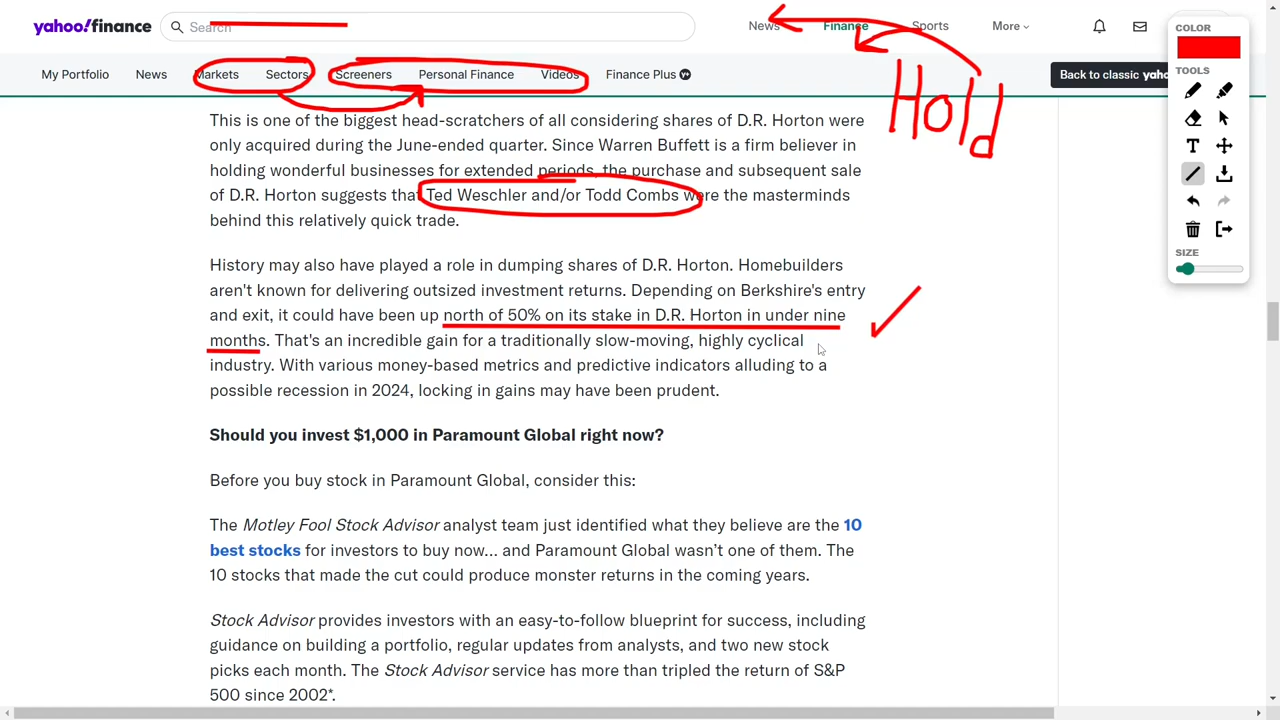 yahoo!finance
Search
News Finance Sports More
COLOR
TOOLS
SIZE
My Portfolio News Markets Sectors Screeners Personal Finance Videos Finance Plus
Back to classic yaho
Hold
This is one of the biggest head-scratchers of all considering shares of D.R. Horton were
only acquired during the June-ended quarter. Since Warren Buffett is a firm believer in
holding wonderful businesses for extended periods, the purchase and subsequent sale
of D.R. Horton suggests that Ted Weschler and/or Todd Combs were the masterminds
behind this relatively quick trade.
History may also have played a role in dumping shares of D.R. Horton. Homebuilders
aren't known for delivering outsized investment returns. Depending on Berkshire's entry
and exit, it could have been up north of 50% on its stake in D.R. Horton in under nine
months. That's an incredible gain for a traditionally slow-moving, highly cyclical
industry. With various money-based metrics and predictive indicators alluding to a
possible recession in 2024, locking in gains may have been prudent.
Should you invest $1,000 in Paramount Global right now?
Before you buy stock in Paramount Global, consider this:
The Motley Fool Stock Advisor analyst team just identified what they believe are the 10
best stocks for investors to buy now... and Paramount Global wasn't one of them. The
10 stocks that made the cut could produce monster returns in the coming years.
Stock Advisor provides investors with an easy-to-follow blueprint for success, including
guidance on building a portfolio, regular updates from analysts, and two new stock
picks each month. The Stock Advisor service has more than tripled the return of S&P
500 since 2002*.